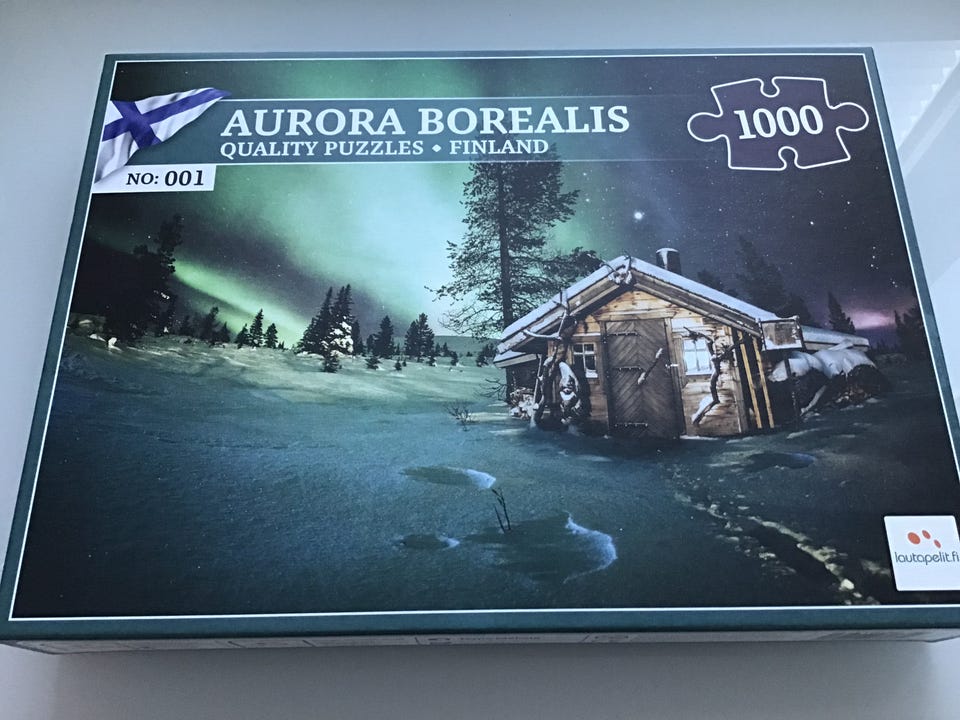 AURORA BOREALIS
QUALITY PUZZLES • FINLAND
1000
NO: 001
lautapelit.fi